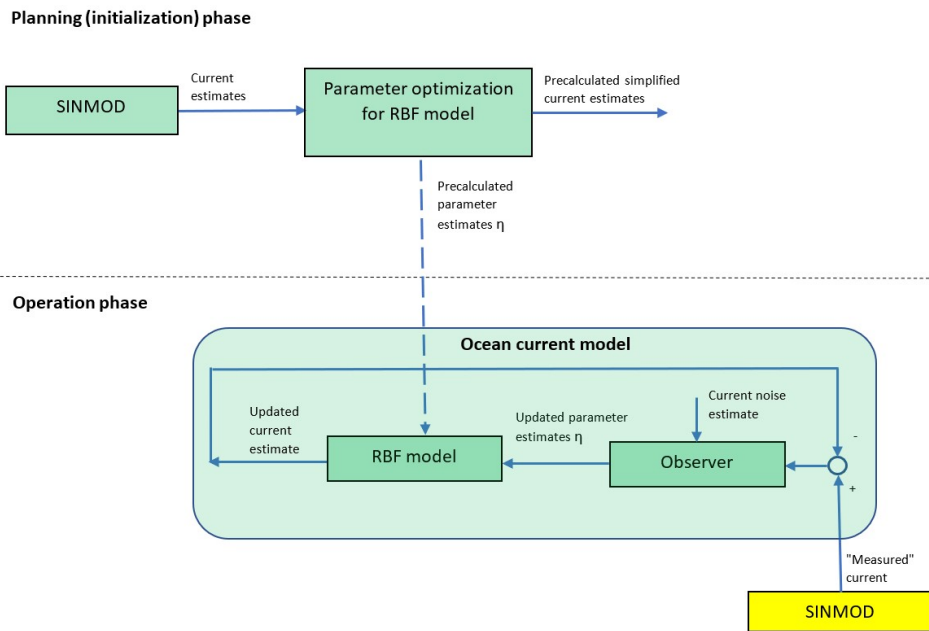 Planning (initialization) phase
Current
estimates
SINMOD
Parameter optimization
for RBF model
Precalculated simplified
current estimates
Precalculated
parameter
estimates η
Operation phase
Ocean current model
Current noise
estimate
Updated
current
estimate
Updated parameter
estimates η
RBF model
Observer
-
+
"Measured"
current
SINMOD